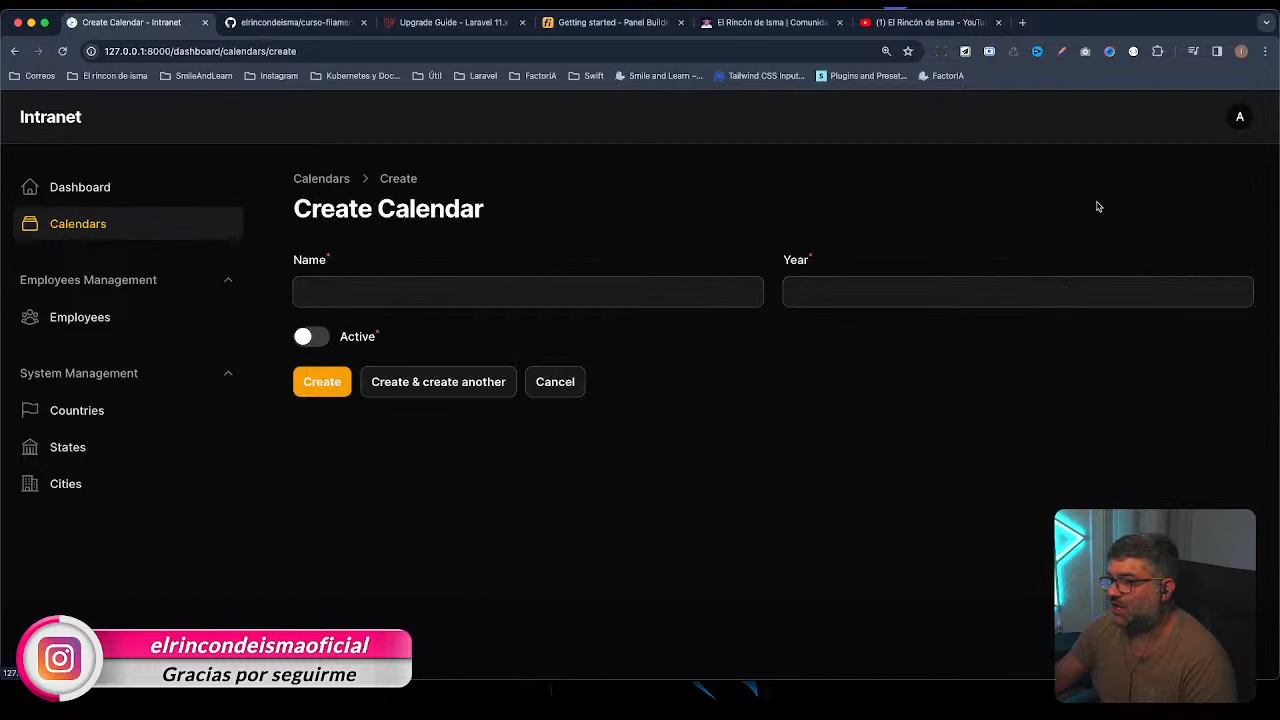 Create Calendar - Intranet
elrincondeisma/curso-filamen
Upgrade Guide - Laravel 11.x
Getting started - Panel Builde
El Rincón de Isma | Comunida
(1) El Rincón de Isma - YouTu
127.0.0.1:8000/dashboard/calendars/create
Correos
El rincon de isma
SmileAndLearn
Instagram
Kubernetes y Doc...
Útil
Laravel
FactorIA
Swift
Smile and Learn –...
Tailwind CSS Input...
Plugins and Preset...
FactorIA
Intranet
A
Dashboard
Calendars
Employees Management
Employees
System Management
Countries
States
Cities
Calendars > Create
Create Calendar
Name*
Year*
Active*
Create
Create & create another
Cancel
elrincondeismaoficial
Gracias por seguirme